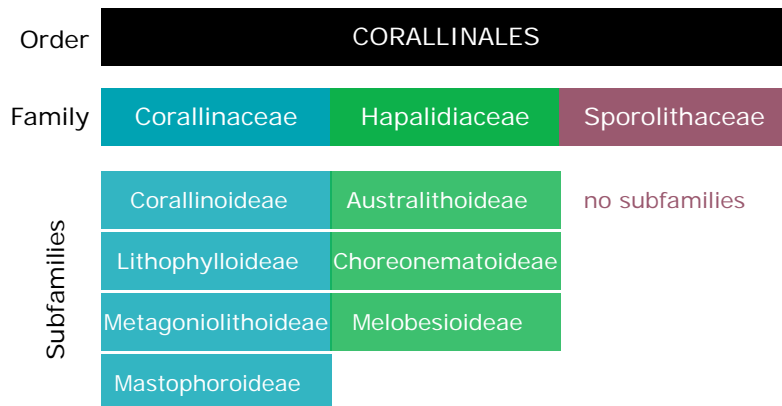 Order CORALLINALES
Family Corallinaceae Hapalidiaceae Sporolithaceae
Subfamilies
Corallinoideae Australithoideae no subfamilies
Lithophylloideae Choreonematoideae
Metagoniolithoideae Melobesioideae
Mastophoroideae